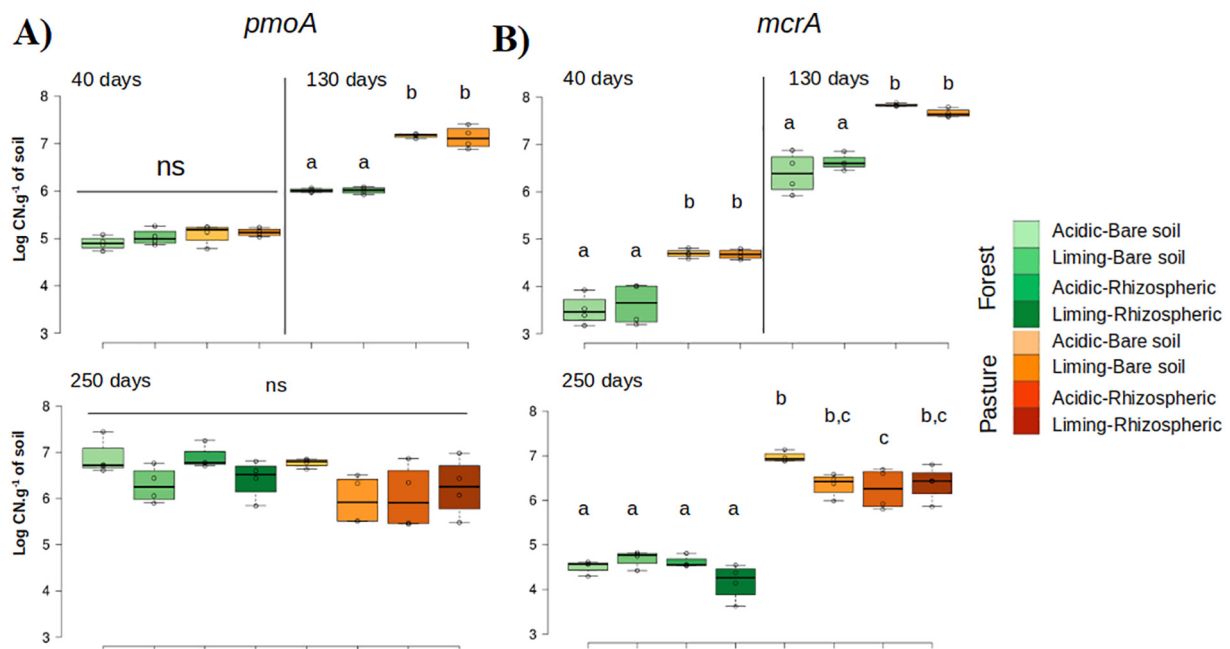 A)
pmoA
40 days
130 days
Log CN.g⁻¹ of soil
8
7
6
5
4
3
ns
a
a
b
b
250 days
ns
Log CN.g⁻¹ of soil
8
7
6
5
4
3
B)
mcrA
40 days
130 days
8
7
6
5
4
3
a
a
b
b
a
a
b
b
250 days
8
7
6
5
4
3
a
a
a
a
b
b,c
c
b,c
Forest
Acidic-Bare soil
Liming-Bare soil
Acidic-Rhizospheric
Liming-Rhizospheric
Pasture
Acidic-Bare soil
Liming-Bare soil
Acidic-Rhizospheric
Liming-Rhizospheric